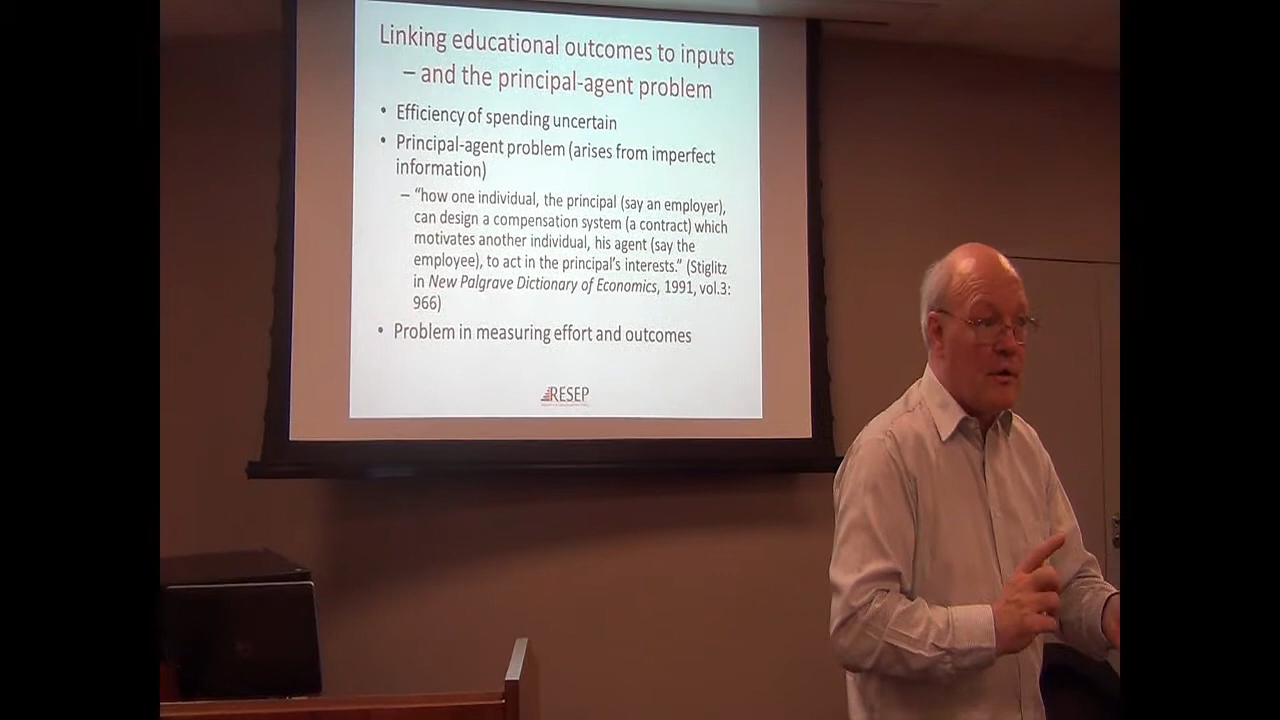 Linking educational outcomes to inputs
– and the principal-agent problem
• Efficiency of spending uncertain
• Principal-agent problem (arises from imperfect
information)
– “how one individual, the principal (say an employer),
can design a compensation system (a contract) which
motivates another individual, his agent (say the
employee), to act in the principal’s interests.” (Stiglitz
in New Palgrave Dictionary of Economics, 1991, vol.3:
966)
• Problem in measuring effort and outcomes
RESEP